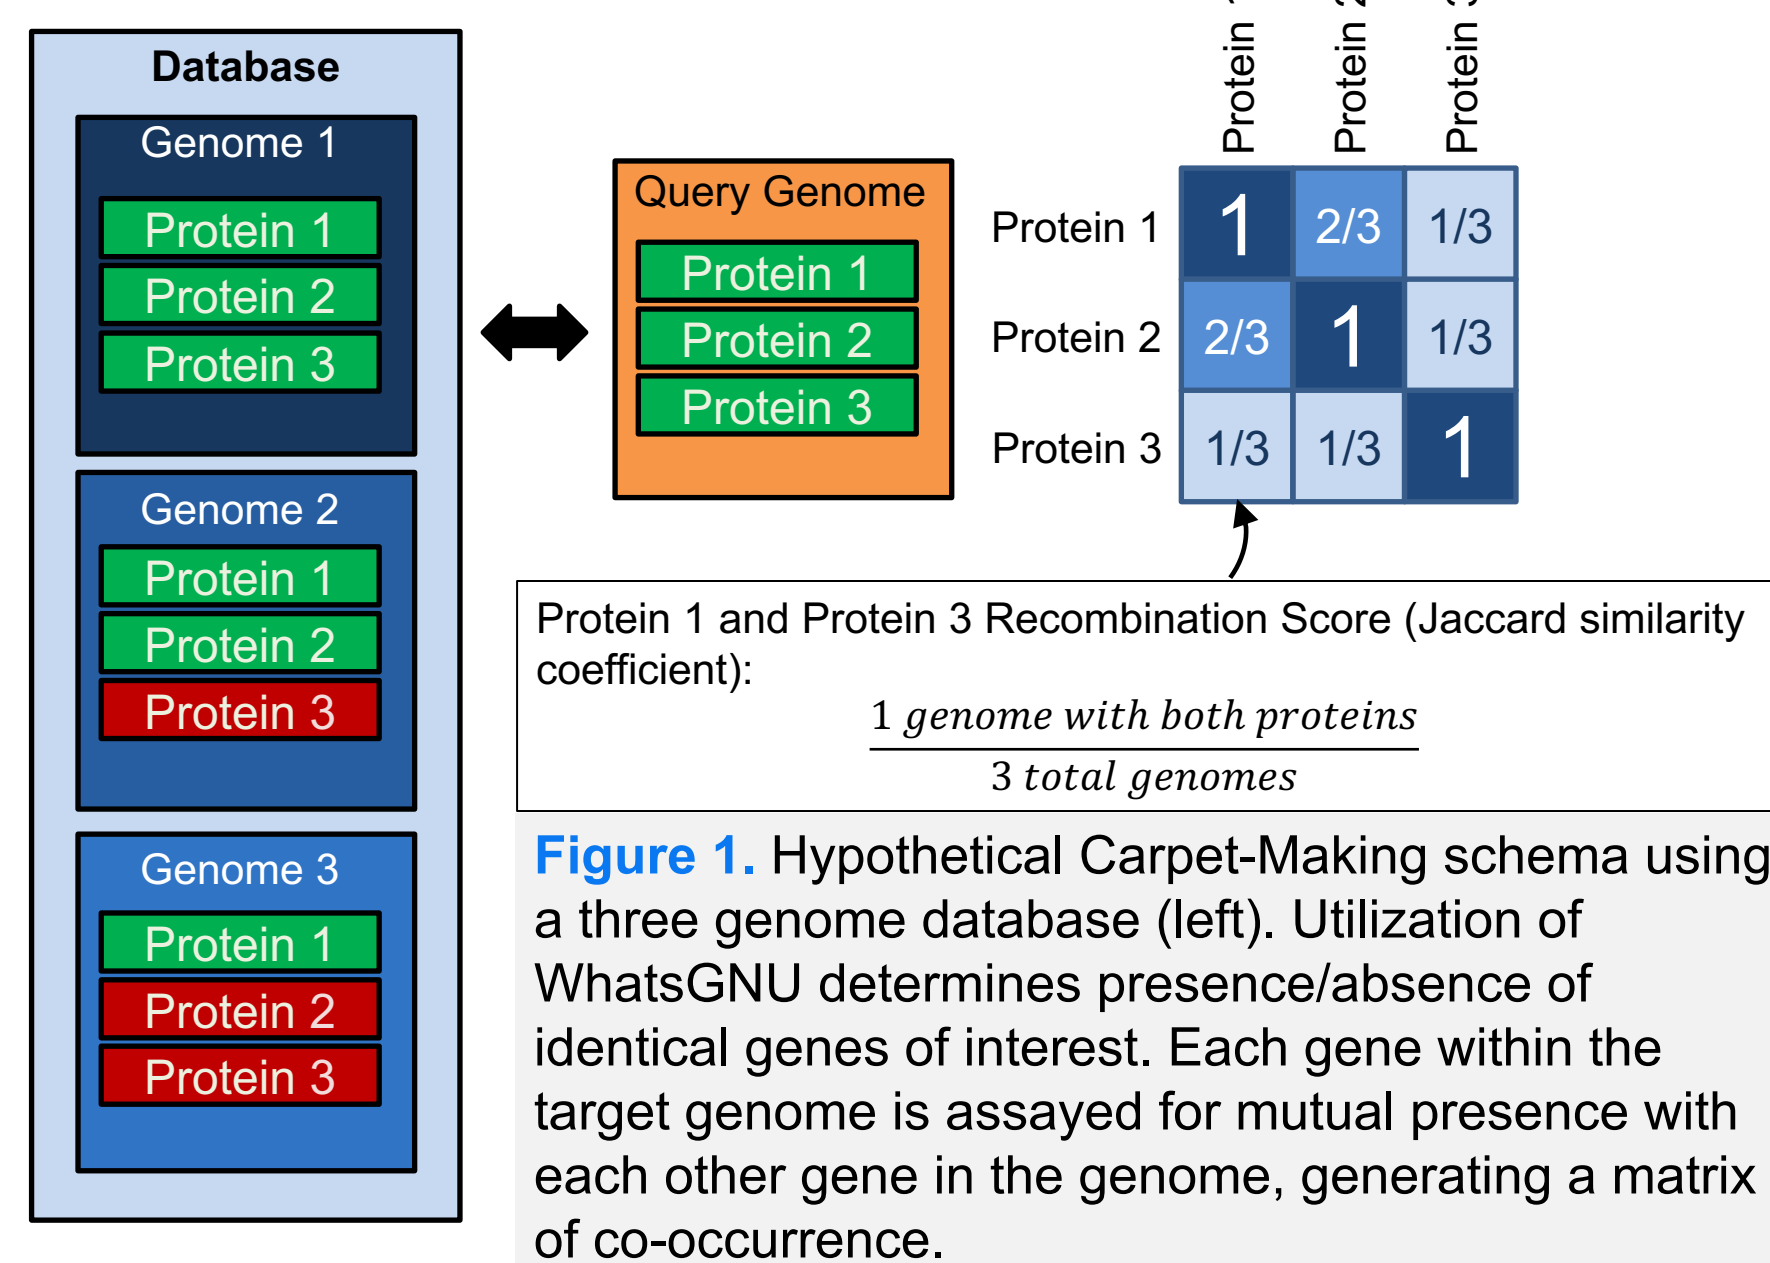 Database
Genome 1
Protein 1
Protein 2
Protein 3
Genome 2
Protein 1
Protein 2
Protein 3
Genome 3
Protein 1
Protein 2
Protein 3
Query Genome
Protein 1
Protein 2
Protein 3
Protein 1
Protein 2
Protein 3
Protein 1
1
2/3
1/3
Protein 2
2/3
1
1/3
Protein 3
1/3
1/3
1
Protein 1 and Protein 3 Recombination Score (Jaccard similarity
coefficient):
1 genome with both proteins
3 total genomes
Figure 1. Hypothetical Carpet-Making schema using
a three genome database (left). Utilization of
WhatsGNU determines presence/absence of
identical genes of interest. Each gene within the
target genome is assayed for mutual presence with
each other gene in the genome, generating a matrix
of co-occurrence.